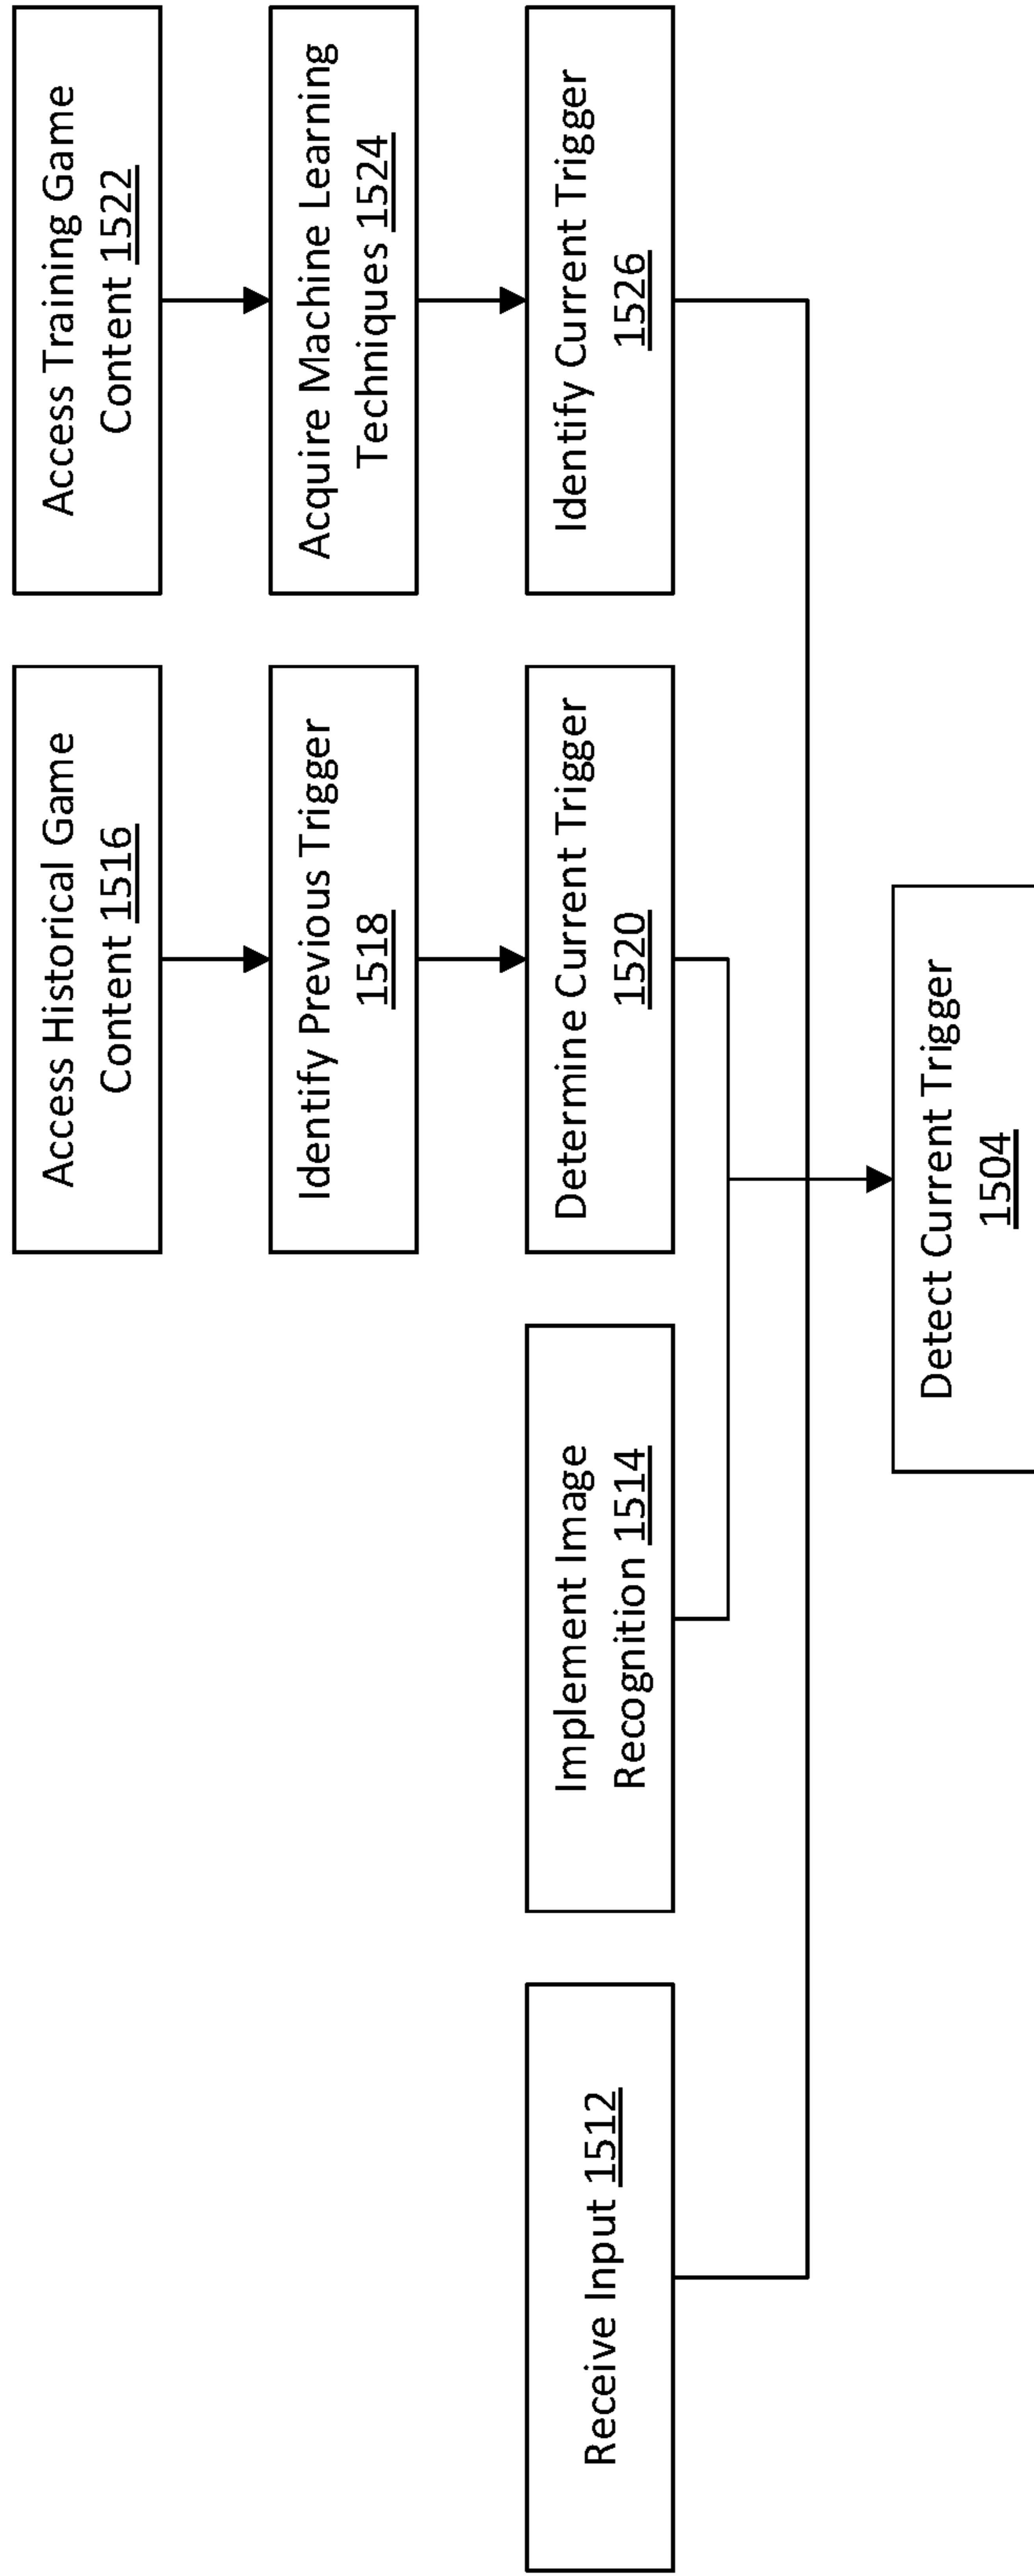 Access Historical Game
Content 1516
Access Training Game
Content 1522
Identify Previous Trigger
1518
Acquire Machine Learning
Techniques 1524
Receive Input 1512
Implement Image
Recognition 1514
Determine Current Trigger
1520
Identify Current Trigger
1526
Detect Current Trigger
1504